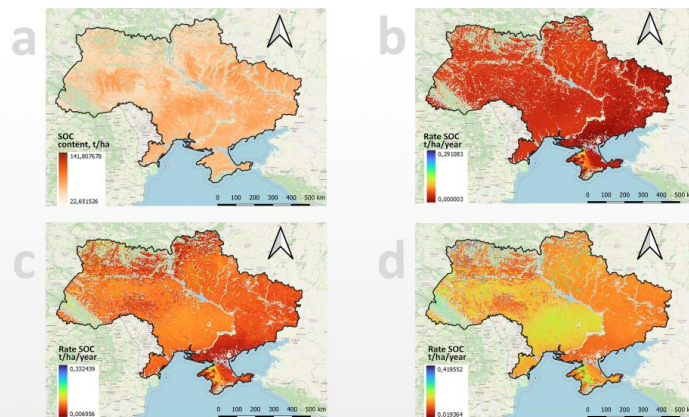 a
SOC
content, t/ha
141,807678
22,651526
0 100 200 300 400 500 km
b
Rate SOC
t/ha/year
0,291083
0,000003
0 100 200 300 400 500 km
c
Rate SOC
t/ha/year
0,332439
0,006956
0 100 200 300 400 500 km
d
Rate SOC
t/ha/year
0,419552
0,019364
0 100 200 300 400 500 km